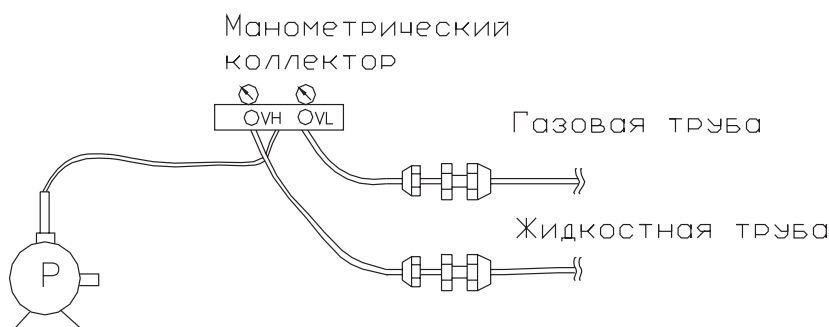 Манометрический
коллектор
VH VL
Газовая труба
Жидкостная труба
P